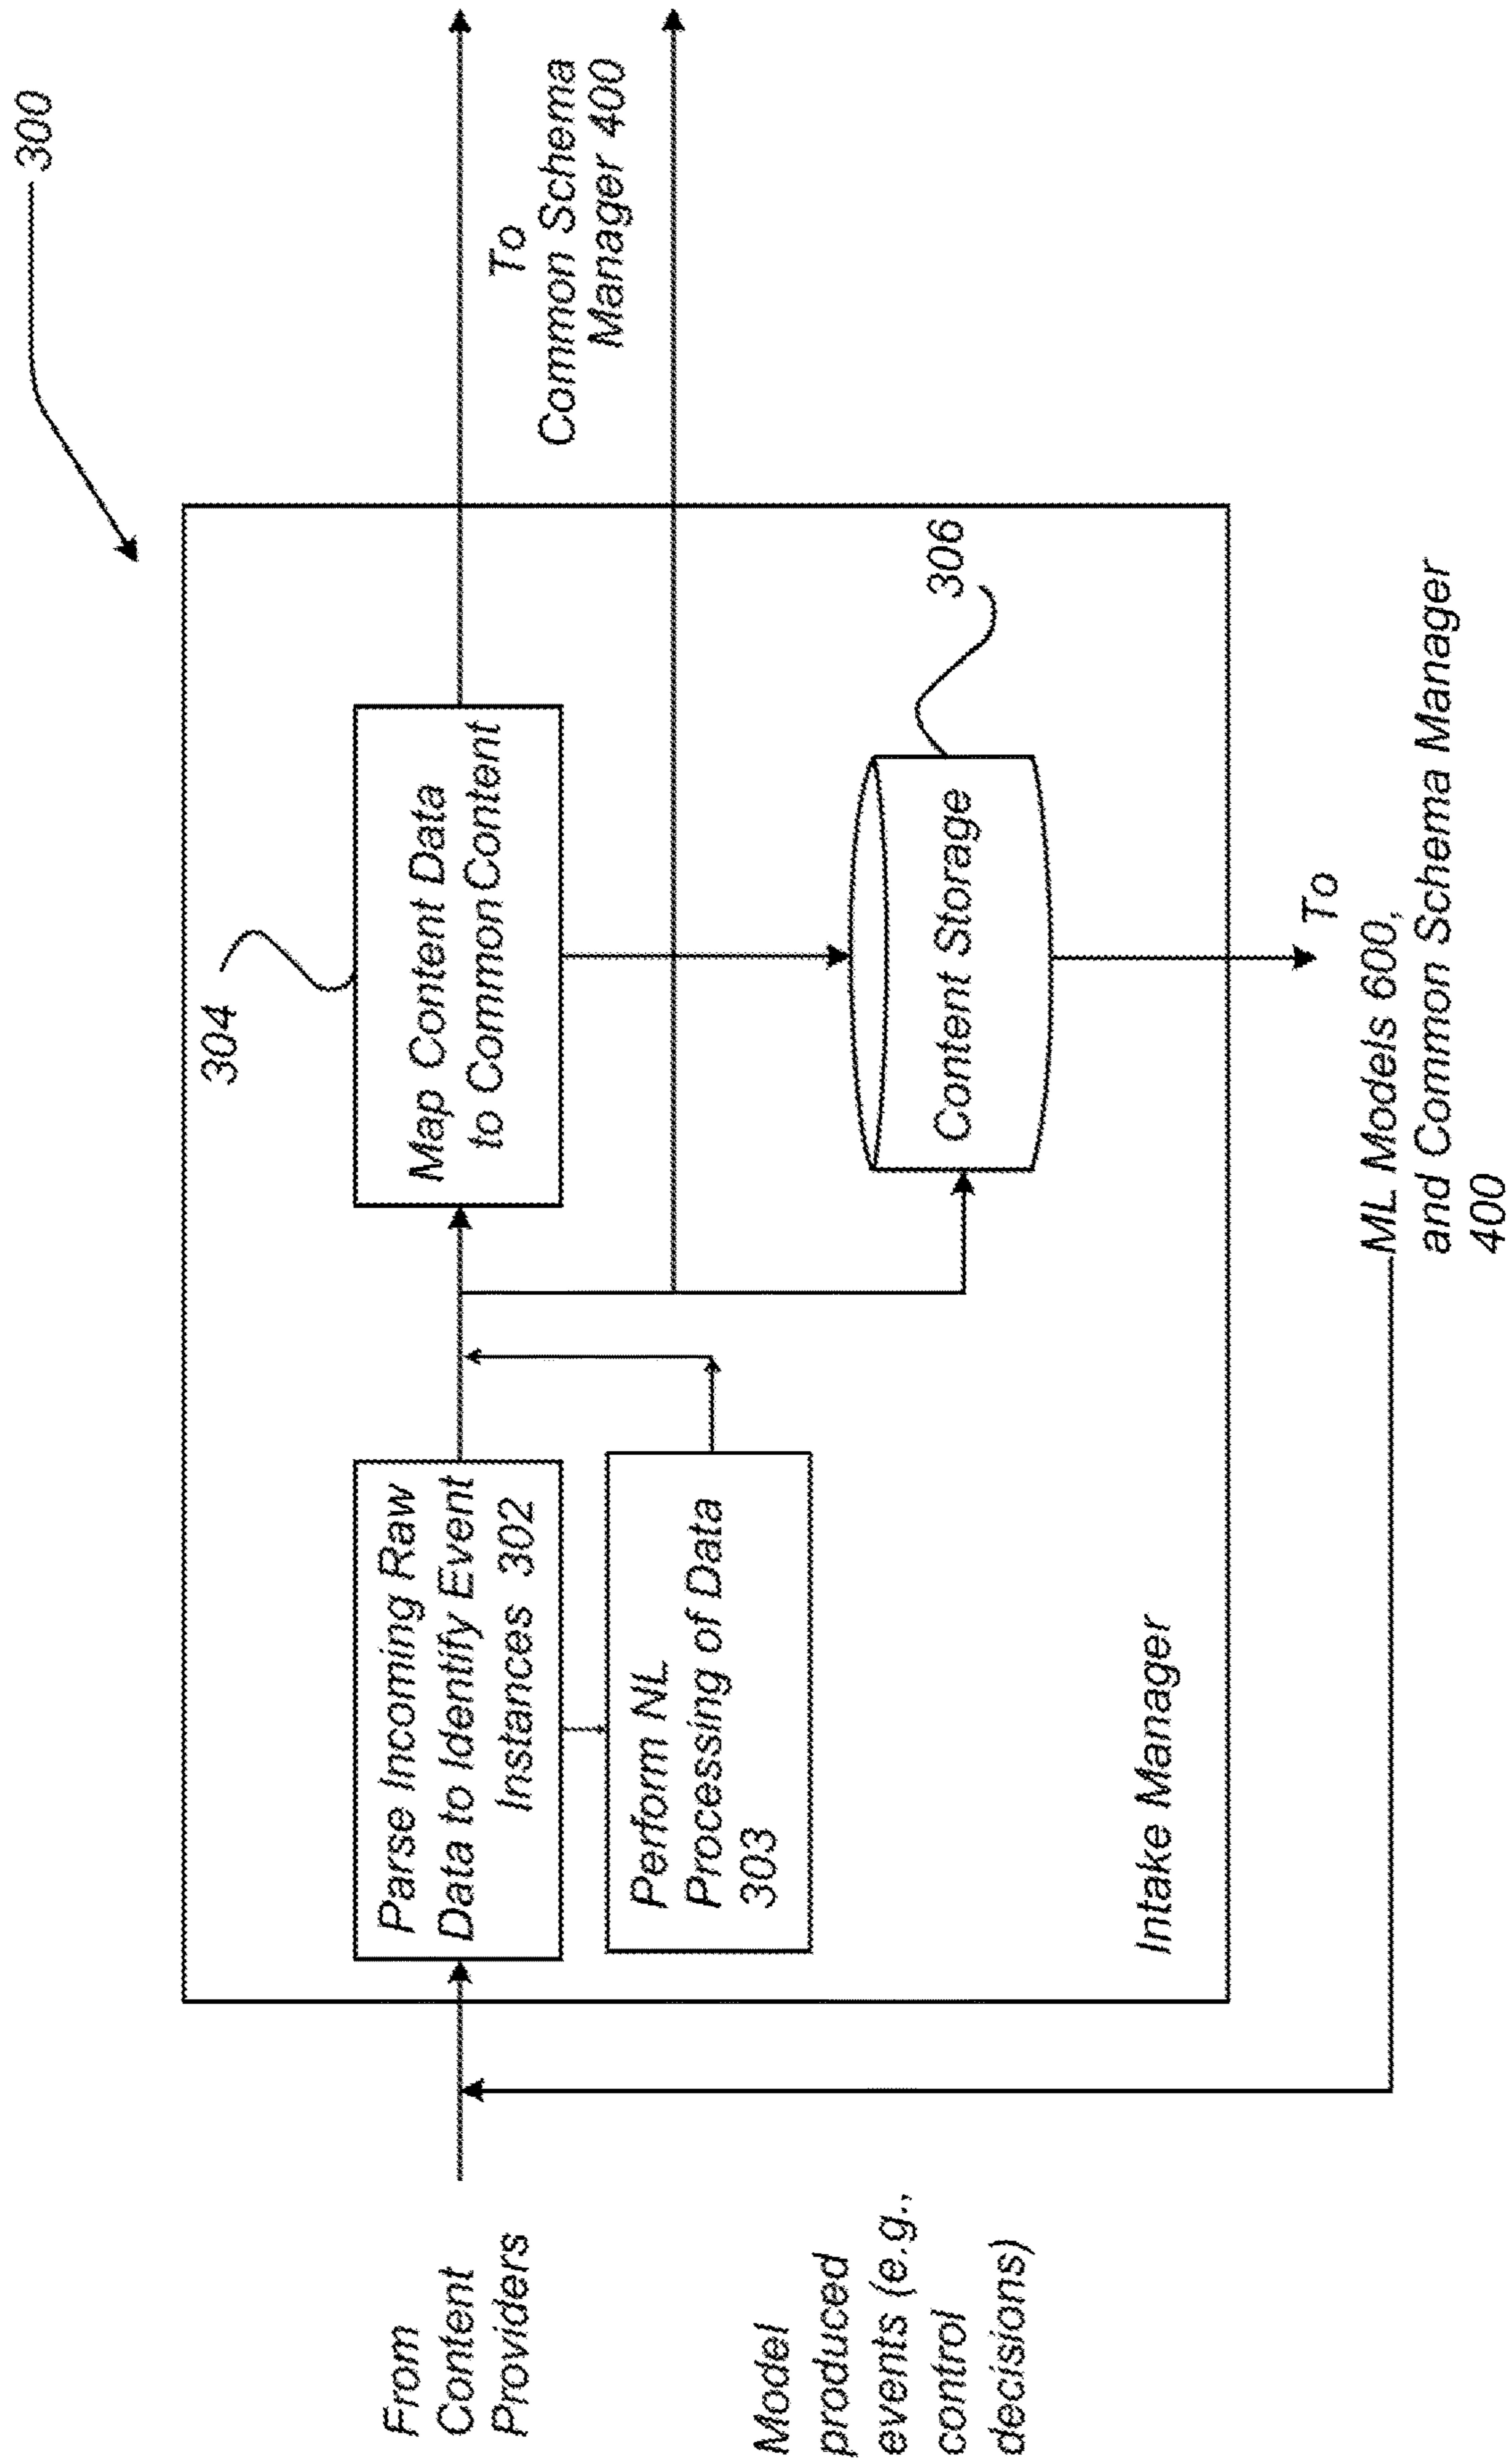 300
From
Content
Providers
Model
produced
events (e.g.,
control
decisions)
Parse Incoming Raw
Data to Identify Event
Instances 302
Perform NL
Processing of Data
303
304
Map Content Data
to Common Content
306
Content Storage
Intake Manager
To
Common Schema
Manager 400
To
ML Models 600,
and Common Schema Manager
400